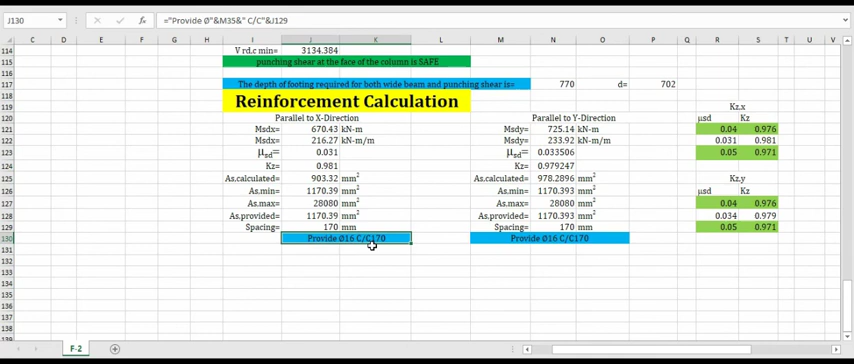 J130 ="Provide Ø"&M35&" C/C"&J129
C D E F G H I J K L M N O P Q R S T U V
114 V rd,c min= 3134.384
115 punching shear at the face of the column is SAFE
116
117 The depth of footing required for both wide beam and punching shear is= 770 d= 702
118
119 Reinforcement Calculation Kz,x
120 Parallel to X-Direction Parallel to Y-Direction μsd Kz
121 Msdx= 670.43 kN-m Msdy= 725.14 kN-m 0.04 0.976
122 Msdx= 216.27 kN-m/m Msdy= 233.92 kN-m/m 0.031 0.981
123 μsd= 0.031 μsd= 0.033506 0.05 0.971
124 Kz= 0.981 Kz= 0.979247
125 As,calculated= 903.32 mm² As,calculated= 978.2896 mm² Kz,y
126 As,min= 1170.39 mm² As,min= 1170.393 mm² μsd Kz
127 As,max= 28080 mm² As,max= 28080 mm² 0.04 0.976
128 As,provided= 1170.39 mm² As,provided= 1170.393 mm² 0.034 0.979
129 Spacing= 170 mm Spacing= 170 mm 0.05 0.971
130 Provide Ø16 C/C170 Provide Ø16 C/C170
131
132
133
134
135
136
137
138
139
F-2